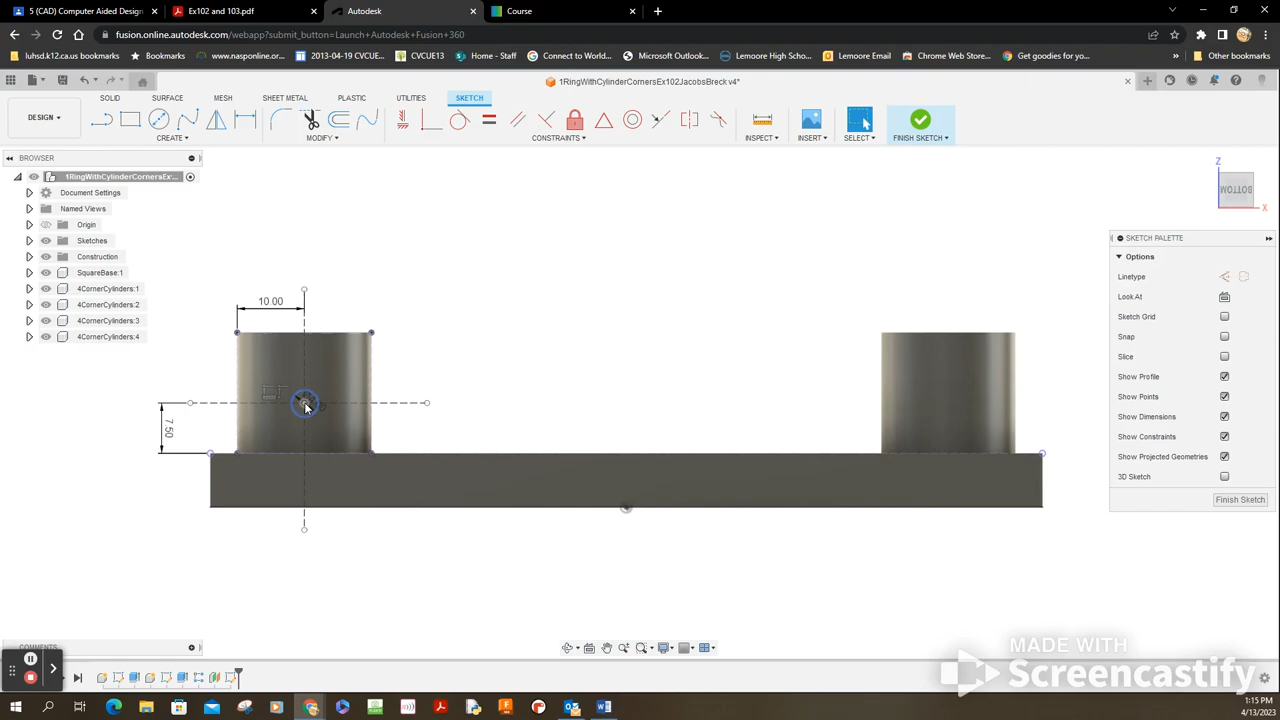 5 (CAD) Computer Aided Design
Ex102 and 103.pdf
Autodesk
Course
fusion.online.autodesk.com/webapp?submit_button=Launch+Autodesk+Fusion+360
luhsd.k12.ca.us bookmarks
www.nasponline.org
2013-04-19 CVCUE...
CVCUE13
Home - Staff
Connect to World...
Microsoft Outlook...
Lemoore High...
Lemoore Email
Chrome Web Store...
Get goodies for yo...
Other bookmarks
1RingWithCylinderCornersEx102JacobsBreck v4*
DESIGN
SOLID
SURFACE
MESH
SHEET METAL
PLASTIC
UTILITIES
SKETCH
CREATE
MODIFY
CONSTRAINTS
INSPECT
INSERT
SELECT
FINISH SKETCH
BROWSER
1RingWithCylinderCornersEx...
Document Settings
Named Views
Origin
Sketches
Construction
SquareBase:1
4CornerCylinders:1
4CornerCylinders:2
4CornerCylinders:3
4CornerCylinders:4
Z
BOTTOM
X
SKETCH PALETTE
Options
Linetype
Look At
Sketch Grid
Snap
Slice
Show Profile
Show Points
Show Dimensions
Show Constraints
Show Projected Geometries
3D Sketch
Finish Sketch
10.00
7.50
COMMENTS
MADE WITH
Screencastify
1:15 PM
4/13/2023